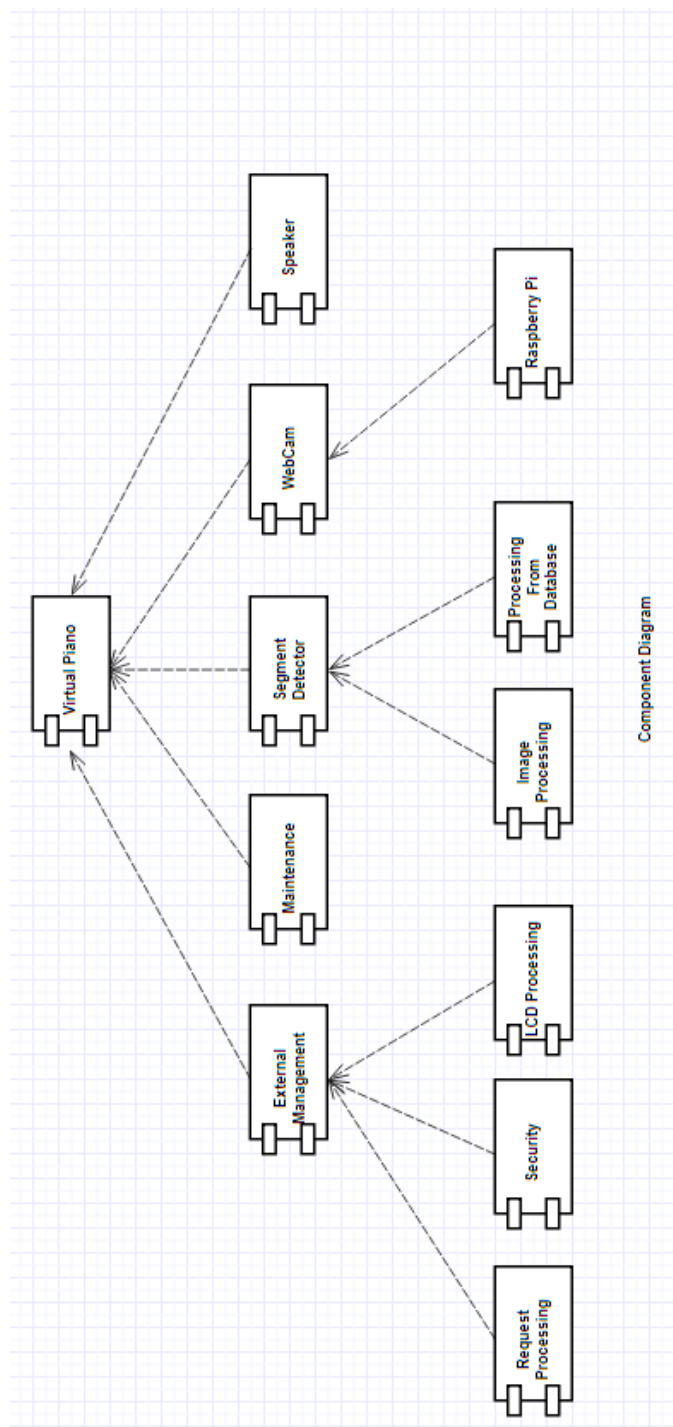 Virtual Piano
External
Management
Maintenance
Segment
Detector
WebCam
Speaker
Request
Processing
Security
LCD Processing
Image
Processing
Processing
From
Database
Raspberry Pi
Component Diagram